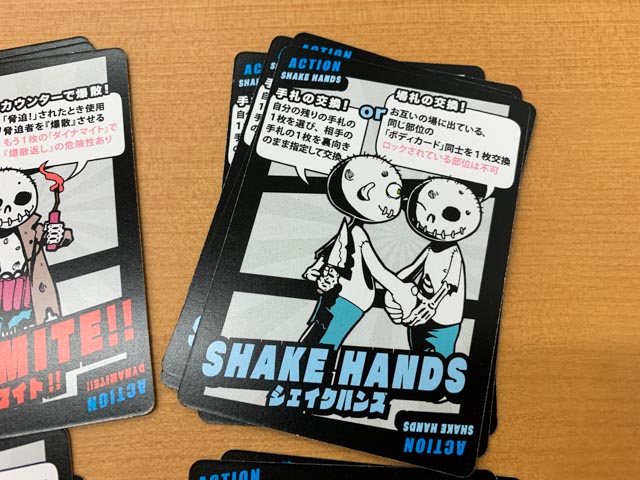 ACTION
SHAKE HANDS
手札の交換!
自分の残りの手札の
1枚を選び、相手の
手札の1枚を裏向き
のまま指定して交換
or
場札の交換!
お互いの場に出ている、
同じ部位の
「ボディカード」同士を1枚交換
ロックされている部位は不可
SHAKE HANDS
シェイクハンズ
ACTION
SHAKE HANDS
カウンターで爆散!
「脅迫!」されたとき使用
脅迫者を『爆散』させる
もう1枚の「ダイナマイト」で
『爆散返し』の危険性あり
MITE!!
イト!!
ACTION
DYNAMITE!!
ACTION
ACTION